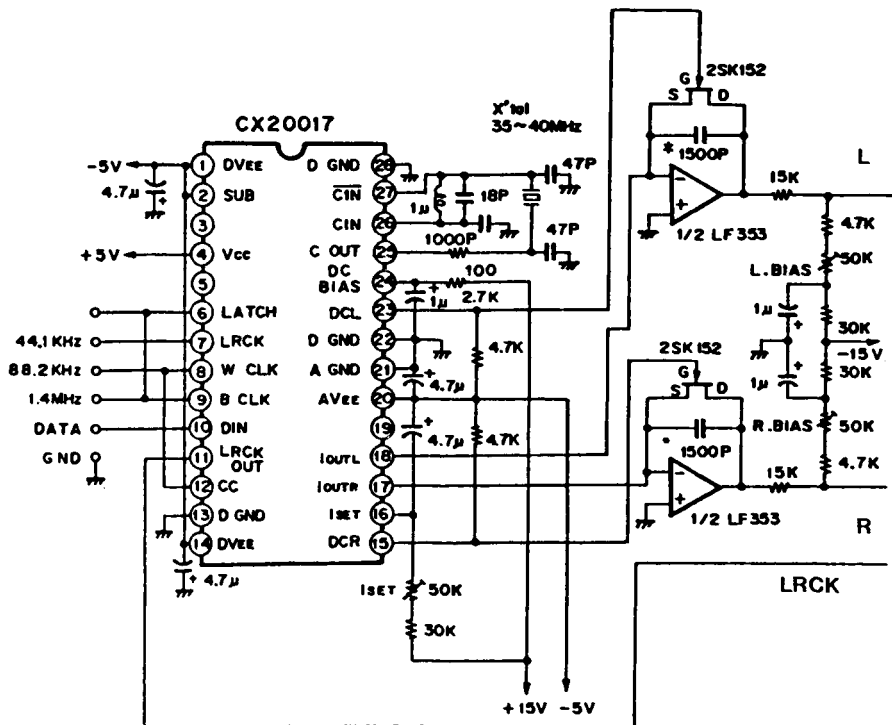 CX20017
X'tal
35~40MHz
-5V
4.7µ
+
+5V
44.1KHz
88.2KHz
1.4MHz
DATA
GND
1 DVEE
2 SUB
3
4 Vcc
5
6 LATCH
7 LRCK
8 W CLK
9 B CLK
10 DIN
11 LRCK OUT
12 CC
13 D GND
14 DVEE
+ 4.7µ
D GND 28
CIN 27
CIN 26
C OUT 25
DC BIAS 24
DCL 23
D GND 22
A GND 21
AVEE 20
19
IOUTL 18
IOUTR 17
ISET 16
DCR 15
47P
1µ
18P
1000P
47P
100
+
1µ
2.7K
4.7K
+
4.7µ
+
4.7µ
4.7K
ISET
50K
30K
+15V -5V
2SK152
G
S D
* 1500P
-
+
1/2 LF353
15K
L
4.7K
50K
L.BIAS
1µ
+
30K
-15V
30K
1µ
+
R.BIAS
50K
4.7K
2SK152
G
S D
* 1500P
-
+
1/2 LF353
15K
R
LRCK